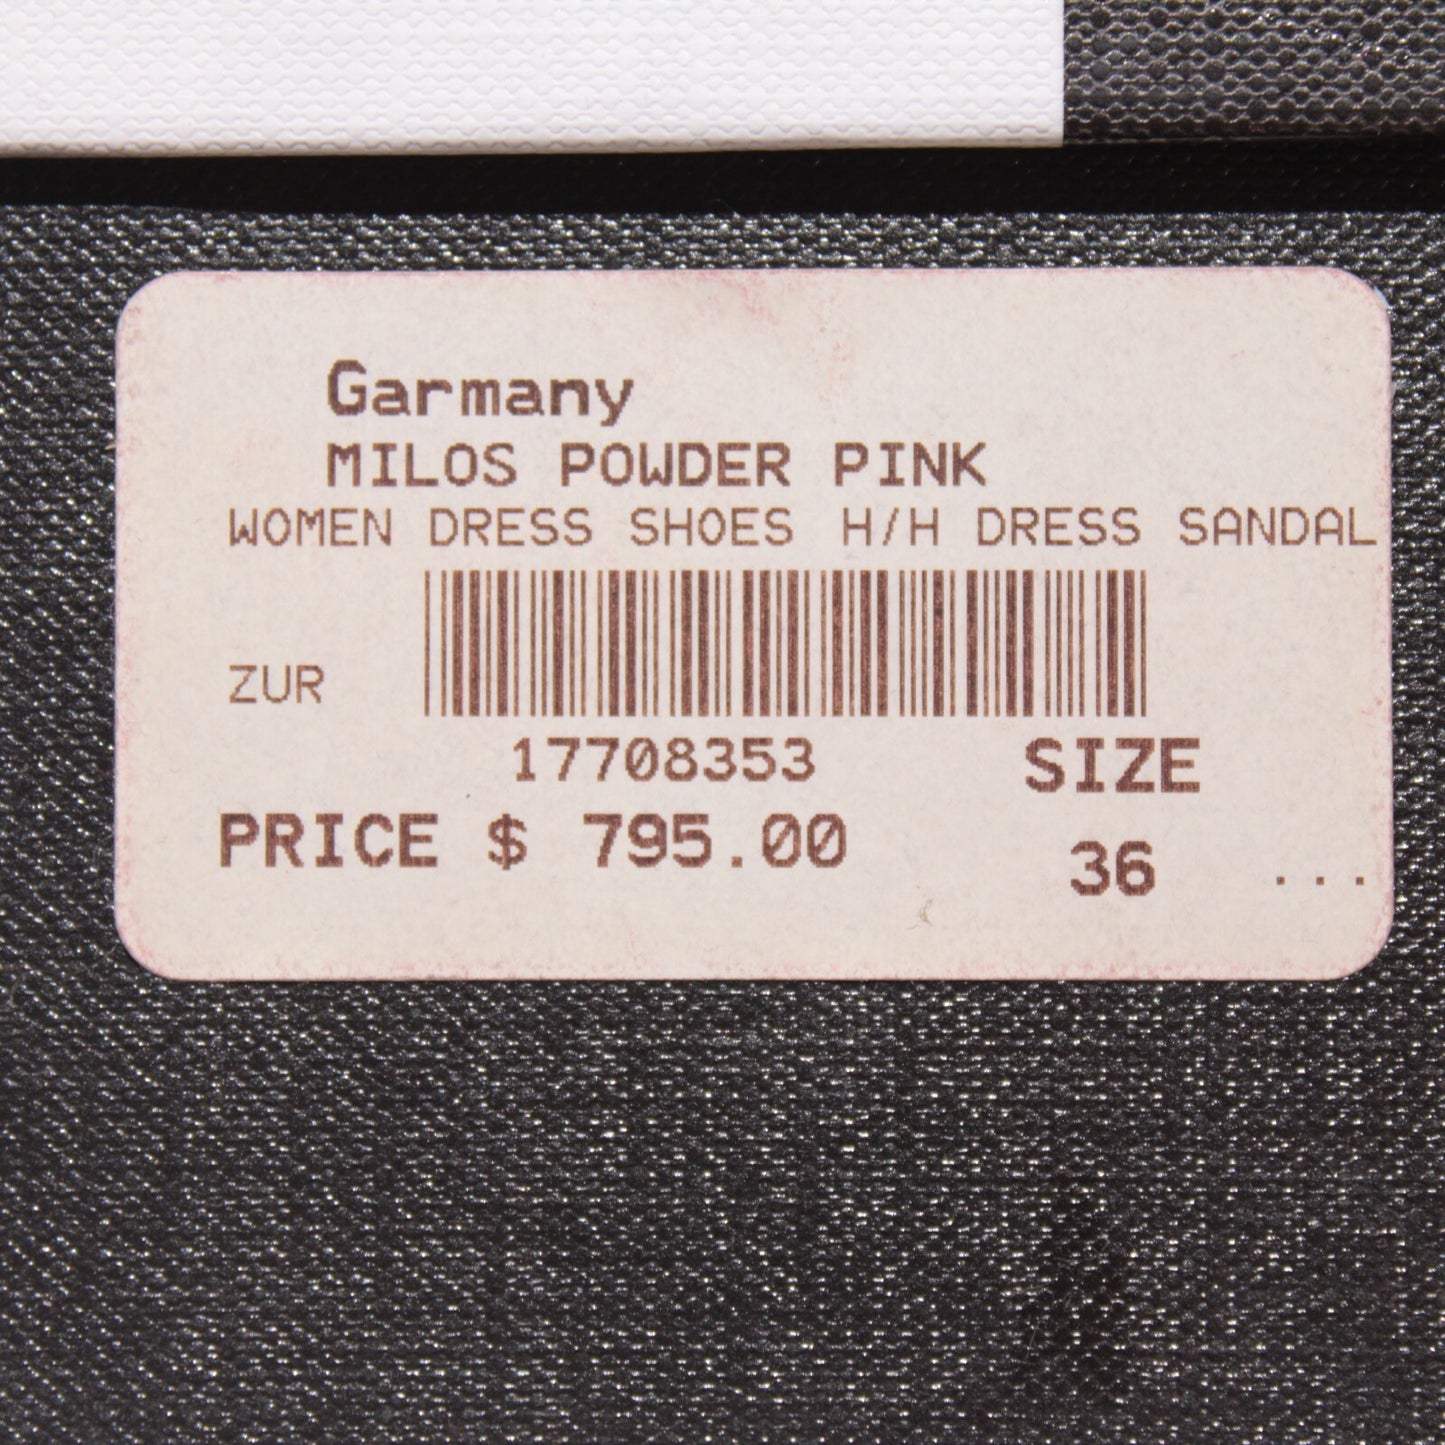 Garmany
MILOS POWDER PINK
WOMEN DRESS SHOES H/H DRESS SANDAL
ZUR
17708353
SIZE
PRICE $ 795.00
36 ...